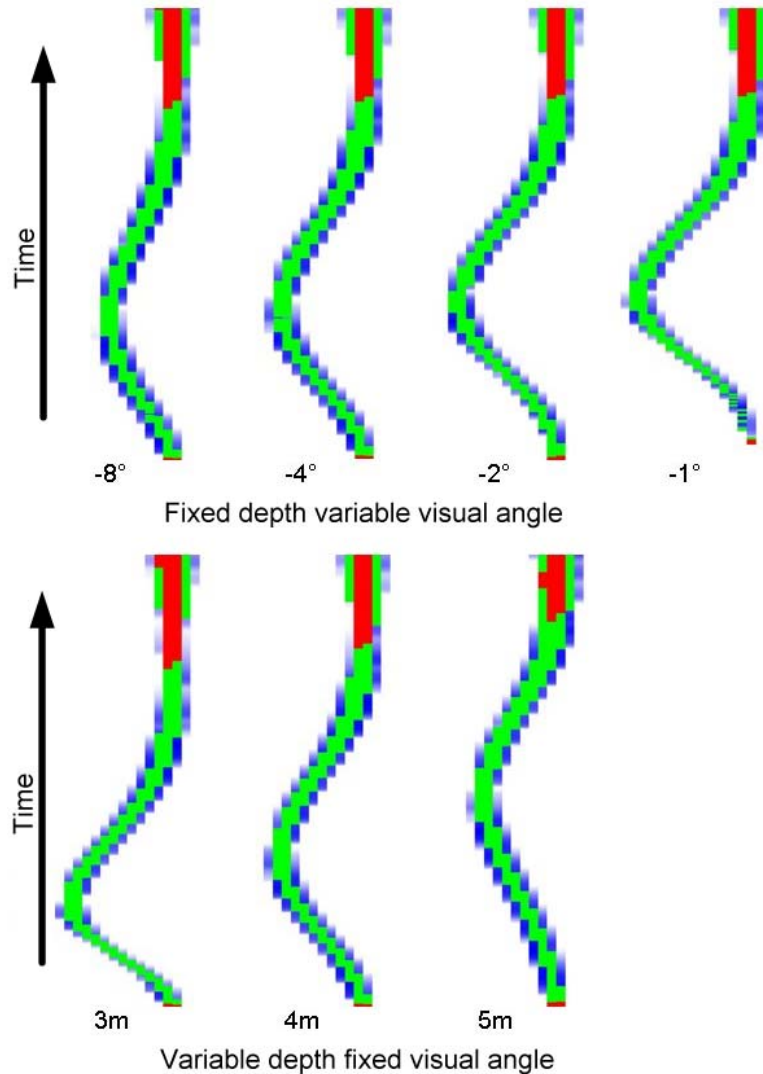 Time
-8° -4° -2° -1°
Fixed depth variable visual angle
Time
3m 4m 5m
Variable depth fixed visual angle